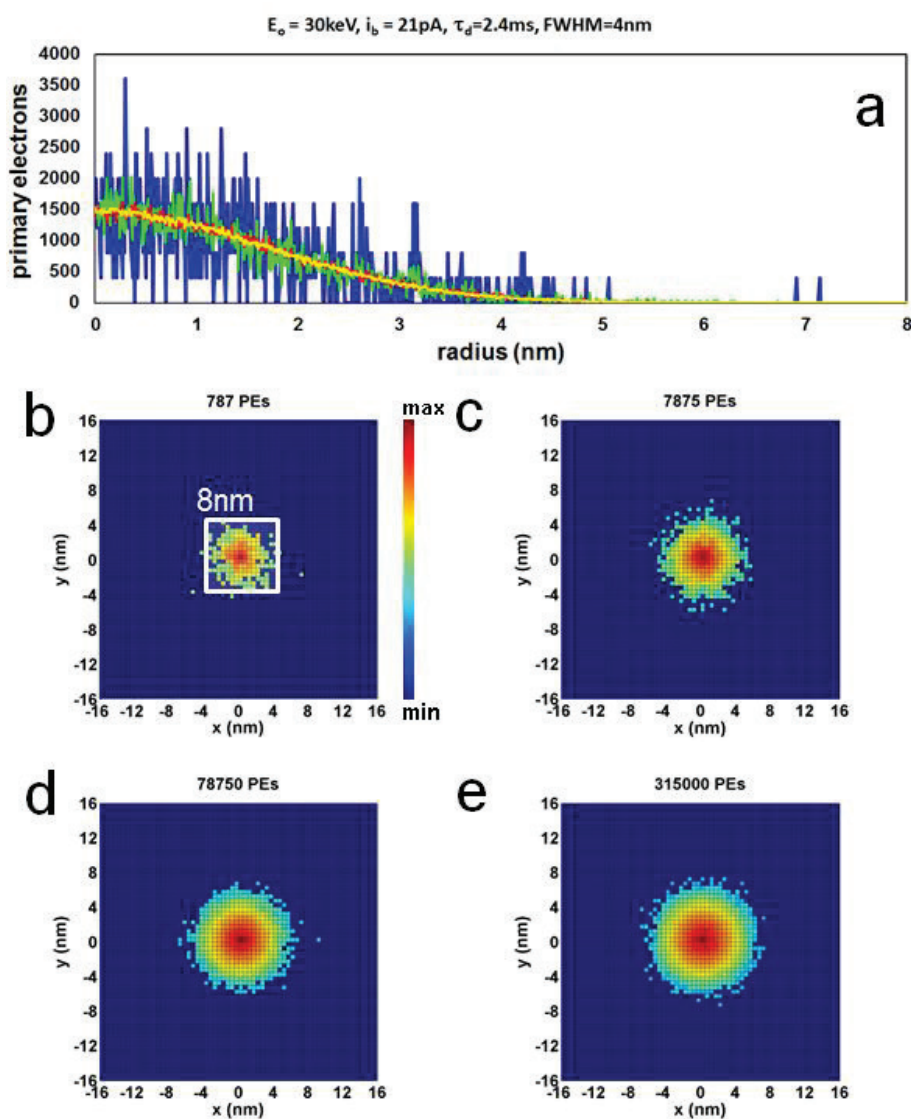 E₀ = 30keV, i_b = 21pA, τ_d=2.4ms, FWHM=4nm
a
4000
3500
3000
2500
2000
1500
1000
500
0
primary electrons
0 1 2 3 4 5 6 7 8
radius (nm)
b
787 PEs
16
12
8
4
0
-4
-8
-12
-16
y (nm)
8nm
-16 -12 -8 -4 0 4 8 12 16
x (nm)
max
min
c
7875 PEs
16
12
8
4
0
-4
-8
-12
-16
y (nm)
-16 -12 -8 -4 0 4 8 12 16
x (nm)
d
78750 PEs
16
12
8
4
0
-4
-8
-12
-16
y (nm)
-16 -12 -8 -4 0 4 8 12 16
x (nm)
e
315000 PEs
16
12
8
4
0
-4
-8
-12
-16
y (nm)
-16 -12 -8 -4 0 4 8 12 16
x (nm)